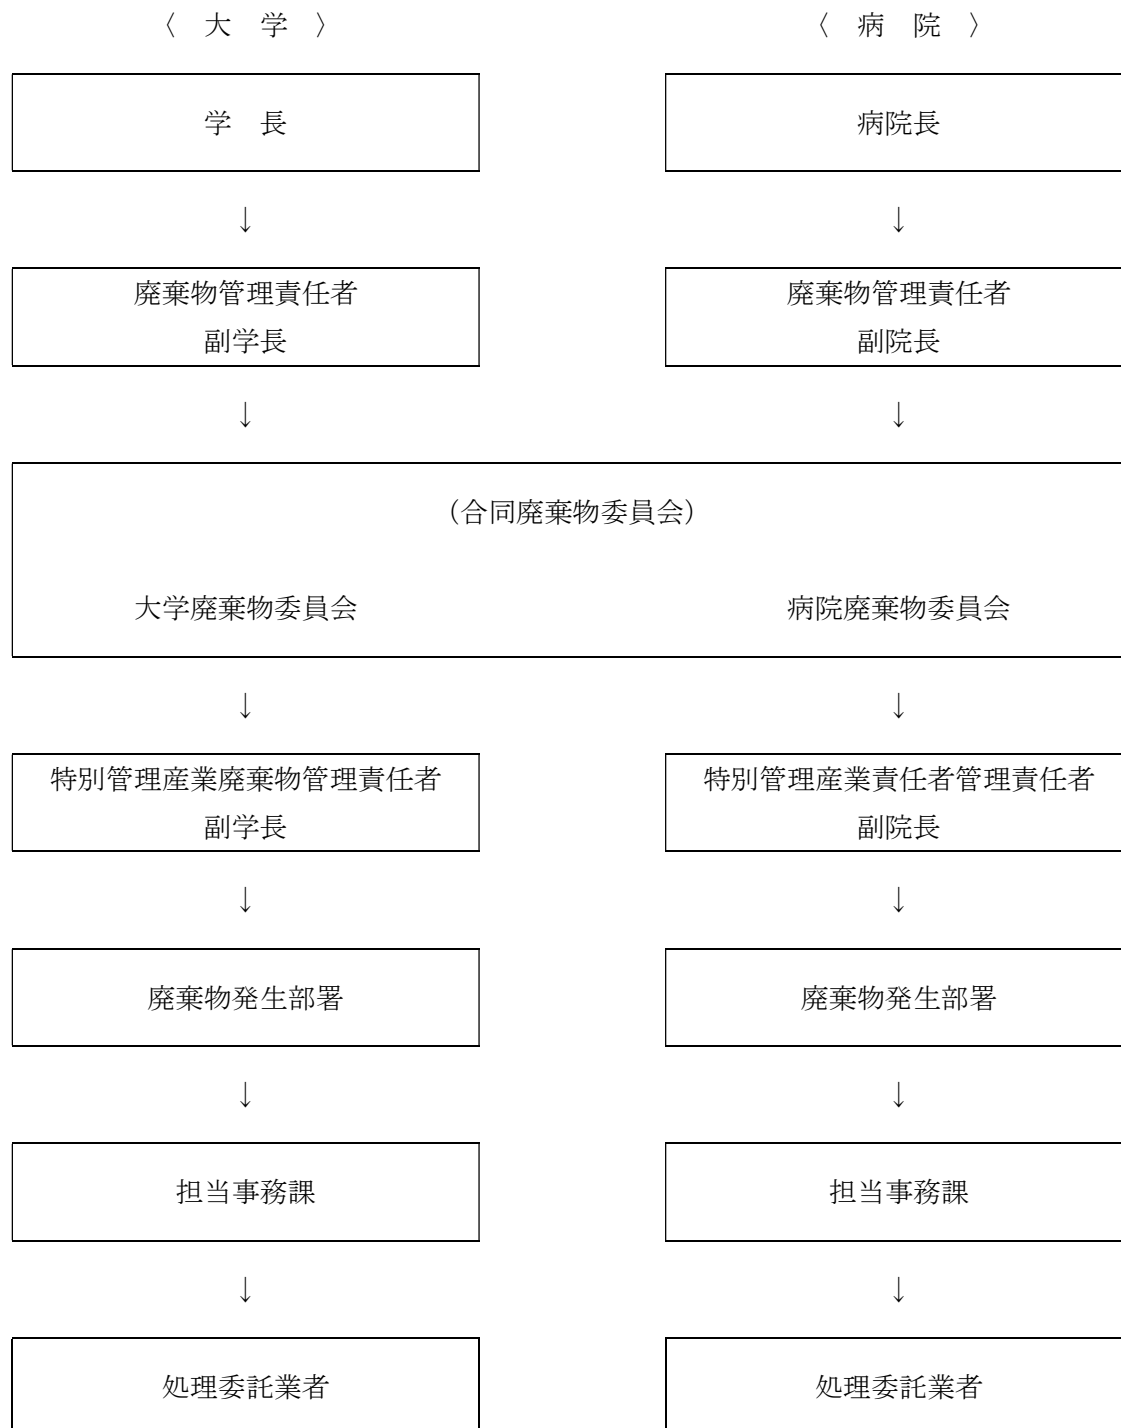 〈 大 学 〉 〈 病 院 〉
学 長 病院長
↓ ↓
廃棄物管理責任者 廃棄物管理責任者
副学長 副院長
↓ ↓
(合同廃棄物委員会)
大学廃棄物委員会 病院廃棄物委員会
↓ ↓
特別管理産業廃棄物管理責任者 特別管理産業責任者管理責任者
副学長 副院長
↓ ↓
廃棄物発生部署 廃棄物発生部署
↓ ↓
担当事務課 担当事務課
↓ ↓
処理委託業者 処理委託業者